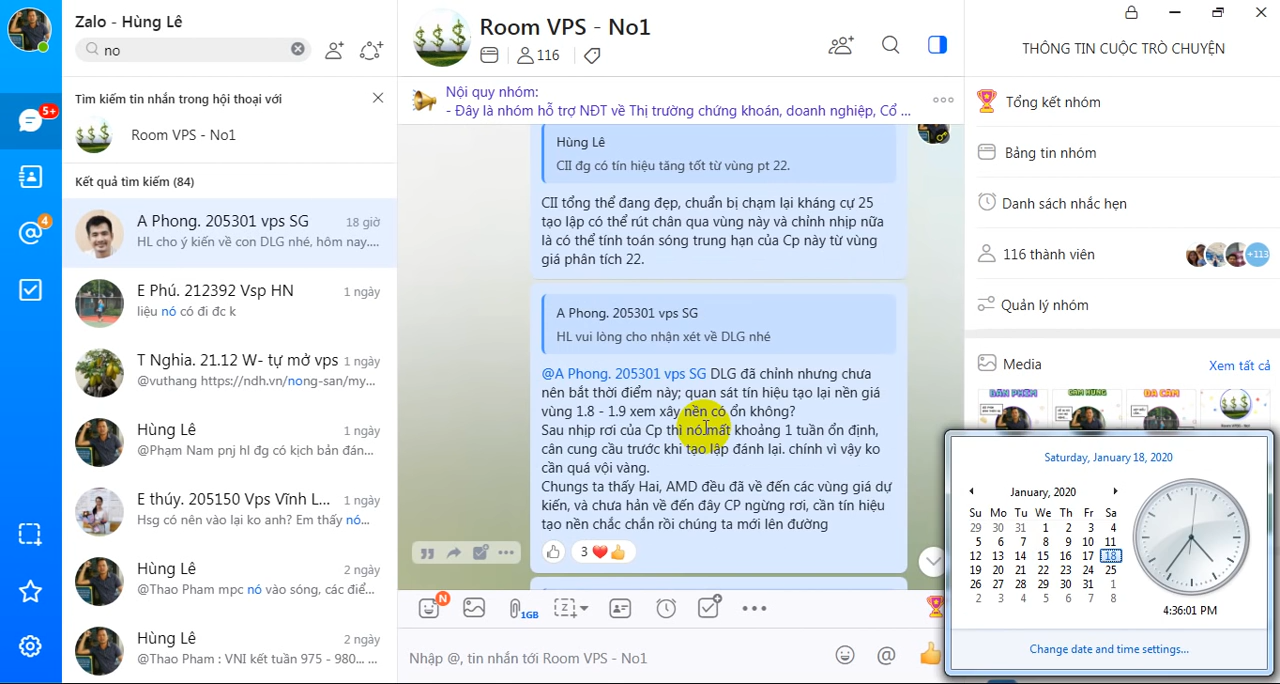 Zalo - Hùng Lê
no
5+
4
Tìm kiếm tin nhắn trong hội thoại với
Room VPS - No1
Kết quả tìm kiếm (84)
A Phong. 205301 vps SG
18 giờ
HL cho ý kiến về con DLG nhé, hôm nay....
E Phú. 212392 Vsp HN
1 ngày
liệu nó có đi đc k
T Nghia. 21.12 W- tự mở vps
1 ngày
@vuthang https://ndh.vn/nong-san/my...
Hùng Lê
1 ngày
@Phạm Nam pnj hl đg có kịch bản đán...
E thúy. 205150 Vps Vĩnh L...
1 ngày
Hsg có nên vào lại ko anh? Em thấy nó...
Hùng Lê
2 ngày
@Thao Pham mpc nó vào sóng, các điể...
Hùng Lê
2 ngày
@Thao Pham : VNI kết tuần 975 - 980... ...
Room VPS - No1
116
Nội quy nhóm:
- Đây là nhóm hỗ trợ NĐT về Thị trường chứng khoán, doanh nghiệp, Cổ ...
Hùng Lê
CII đg có tín hiệu tăng tốt từ vùng pt 22.
CII tổng thể đang đẹp, chuẩn bị chạm lại kháng cự 25
tạo lập có thể rút chân qua vùng này và chỉnh nhịp nữa
là có thể tính toán sóng trung hạn của Cp này từ vùng
giá phân tích 22.
A Phong. 205301 vps SG
HL vui lòng cho nhận xét về DLG nhé
@A Phong. 205301 vps SG DLG đã chỉnh nhưng chưa
nên bắt thời điểm này; quan sát tín hiệu tạo lại nền giá
vùng 1.8 - 1.9 xem xây nền có ổn không?
Sau nhịp rơi của Cp thì nó mất khoảng 1 tuần ổn định,
cân cung cầu trước khi tạo lập đánh lại. chính vì vậy ko
cần quá vội vàng.
Chungs ta thấy Hai, AMD đều đã về đến các vùng giá dự
kiến, và chưa hản về đến đây CP ngừng rơi, cần tín hiệu
tạo nền chắc chắn rồi chúng ta mới lên đường
3
N
1GB
Nhập @, tin nhắn tới Room VPS - No1
THÔNG TIN CUỘC TRÒ CHUYỆN
Tổng kết nhóm
Bảng tin nhóm
Danh sách nhắc hẹn
116 thành viên
+113
Quản lý nhóm
Media
Xem tất cả
BÀN PHÍM
CẢM HỨNG
ĐA CẤM
Saturday, January 18, 2020
January, 2020
Su Mo Tu We Th Fr Sa
29 30 31 1 2 3 4
5 6 7 8 9 10 11
12 13 14 15 16 17 18
19 20 21 22 23 24 25
26 27 28 29 30 31 1
2 3 4 5 6 7 8
4:36:01 PM
Change date and time settings...